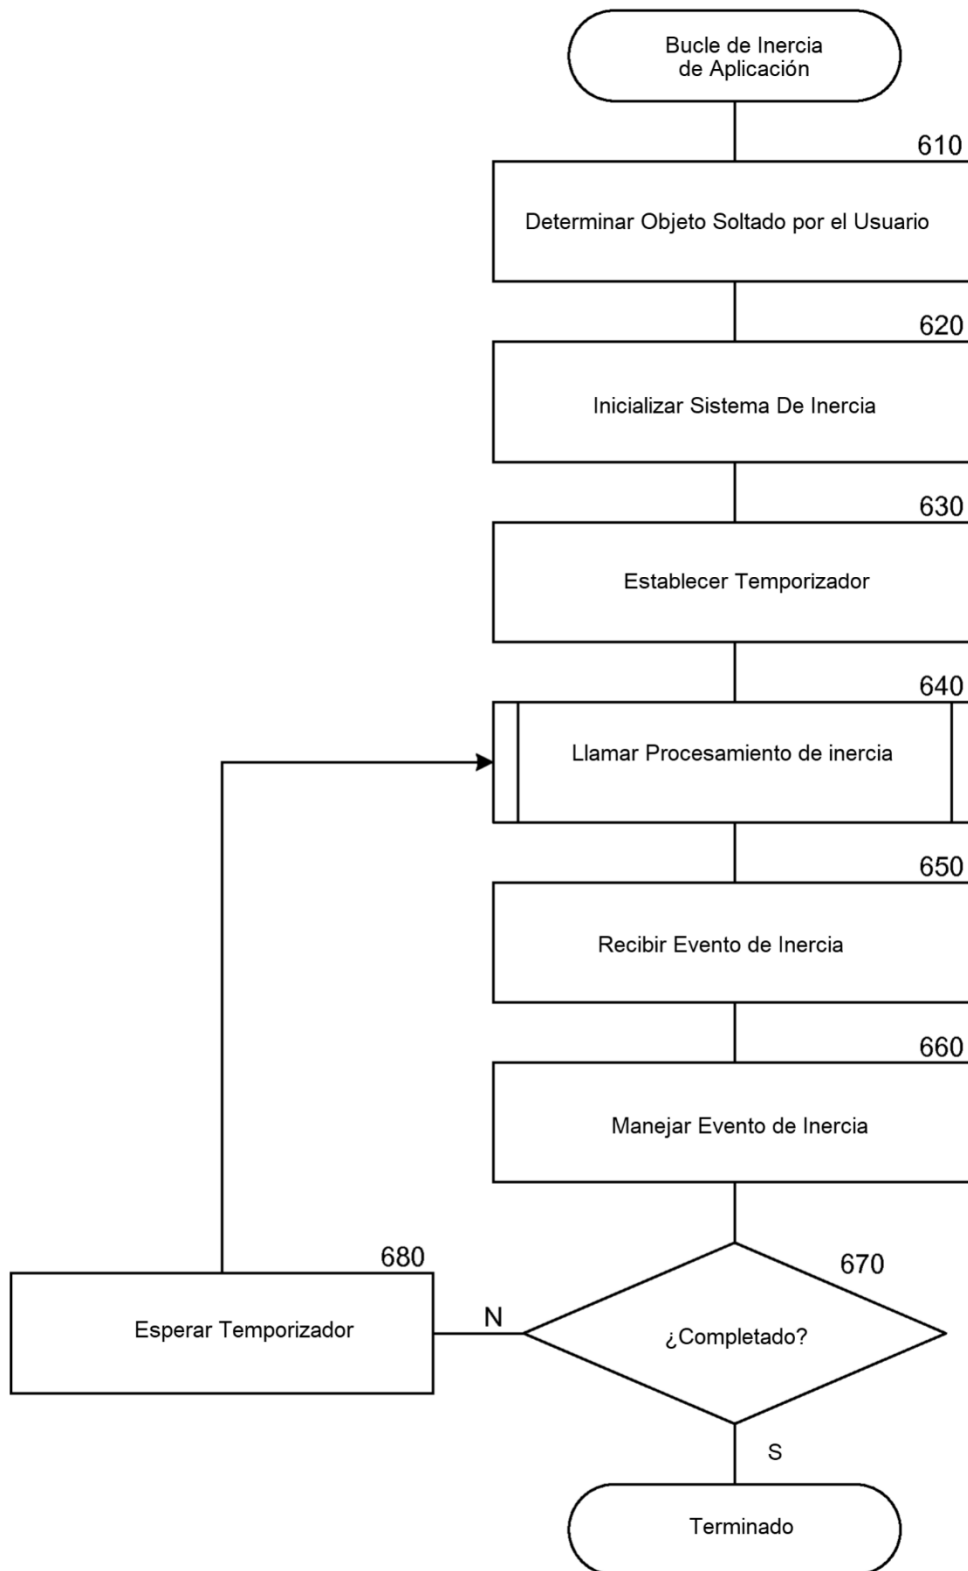 Bucle de Inercia
de Aplicación
610
Determinar Objeto Soltado por el Usuario
620
Inicializar Sistema De Inercia
630
Establecer Temporizador
640
Llamar Procesamiento de inercia
650
Recibir Evento de Inercia
660
Manejar Evento de Inercia
670
¿Completado?
N
680
Esperar Temporizador
S
Terminado